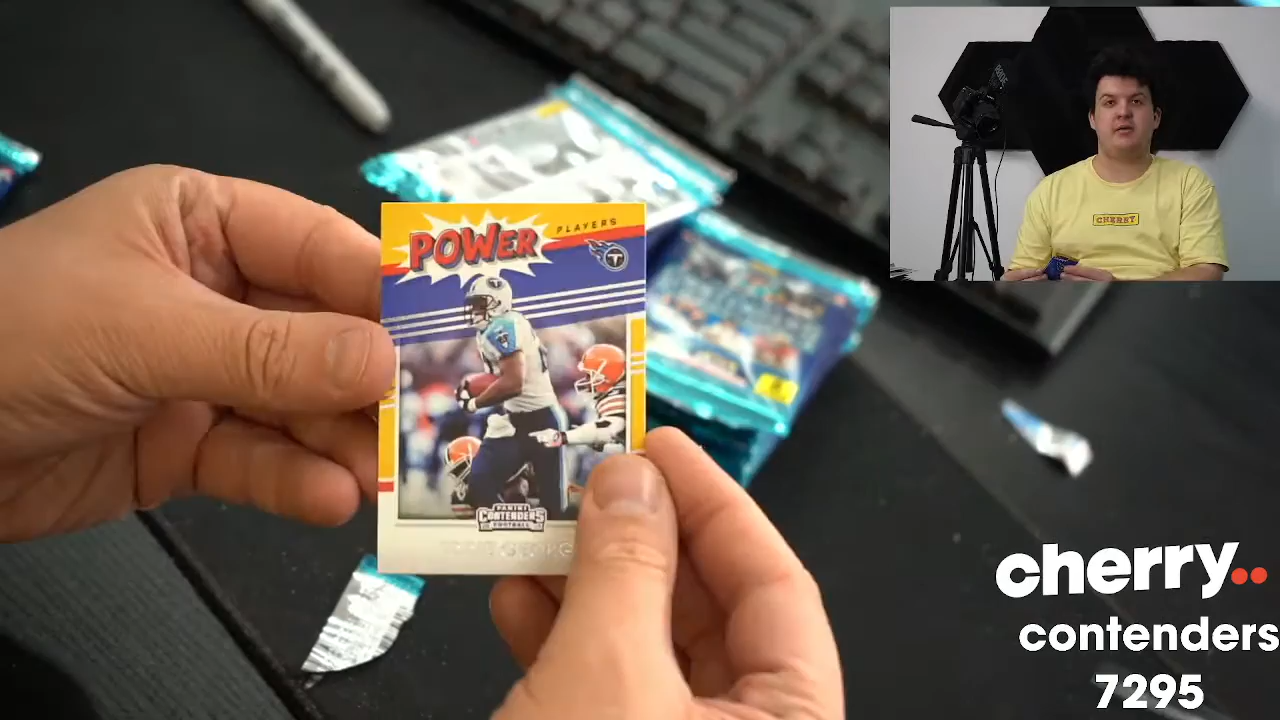 POWER
PLAYERS
T
PANINI
CONTENDERS
FOOTBALL
CHERRY
cherry..
contenders
7295